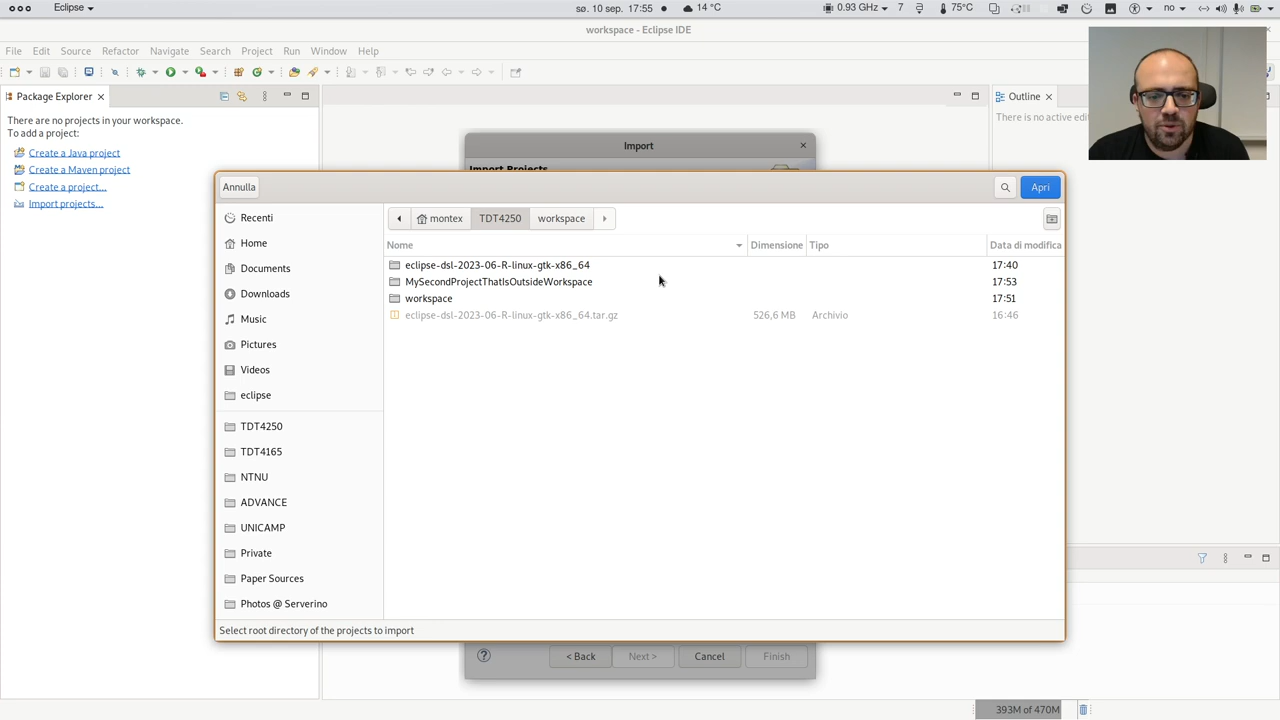 Eclipse
sø. 10 sep. 17:55
14 °C
0.93 GHz
7
75°C
no
workspace - Eclipse IDE
File Edit Source Refactor Navigate Search Project Run Window Help
Package Explorer
Outline
There are no projects in your workspace.
To add a project:
There is no active edi
Create a Java project
Create a Maven project
Create a project...
Import projects...
Import
Import Projects
Annulla
Apri
Recenti
Home
Documents
Downloads
Music
Pictures
Videos
eclipse
TDT4250
TDT4165
NTNU
ADVANCE
UNICAMP
Private
Paper Sources
Photos @ Serverino
montex TDT4250 workspace
Nome Dimensione Tipo Data di modifica
eclipse-dsl-2023-06-R-linux-gtk-x86_64 17:40
MySecondProjectThatIsOutsideWorkspace 17:53
workspace 17:51
eclipse-dsl-2023-06-R-linux-gtk-x86_64.tar.gz 526,6 MB Archivio 16:46
Select root directory of the projects to import
< Back Next > Cancel Finish
393M of 470M